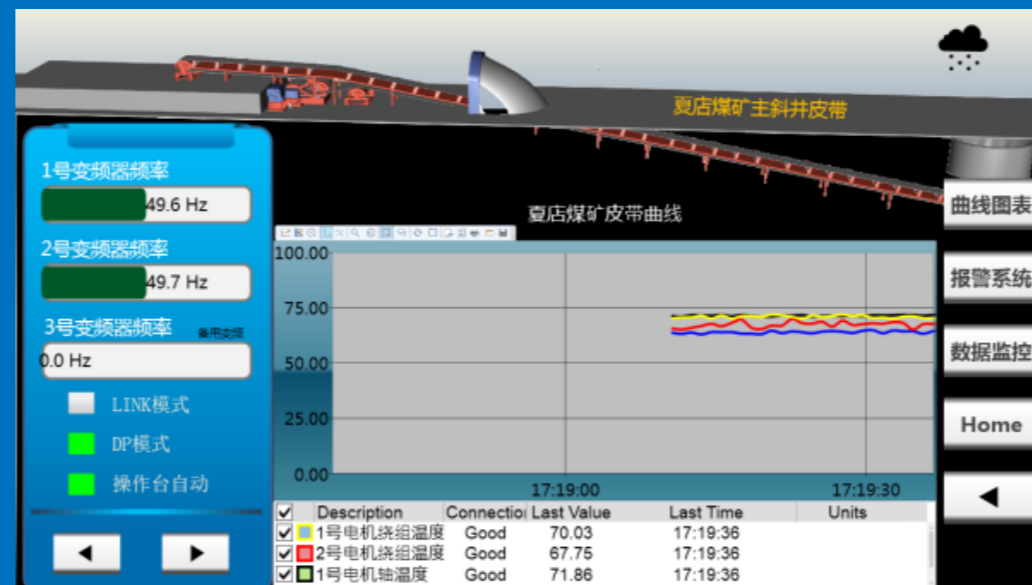 夏店煤矿主斜井皮带
1号变频器频率
49.6 Hz
2号变频器频率
49.7 Hz
3号变频器频率 备用变频
0.0 Hz
LINK模式
DP模式
操作台自动
夏店煤矿皮带曲线
100.00
75.00
50.00
25.00
0.00
17:19:00 17:19:30
Description Connectio Last Value Last Time Units
1号电机绕组温度 Good 70.03 17:19:36
2号电机绕组温度 Good 67.75 17:19:36
1号电机轴温度 Good 71.86 17:19:36
曲线图表
报警系统
数据监控
Home